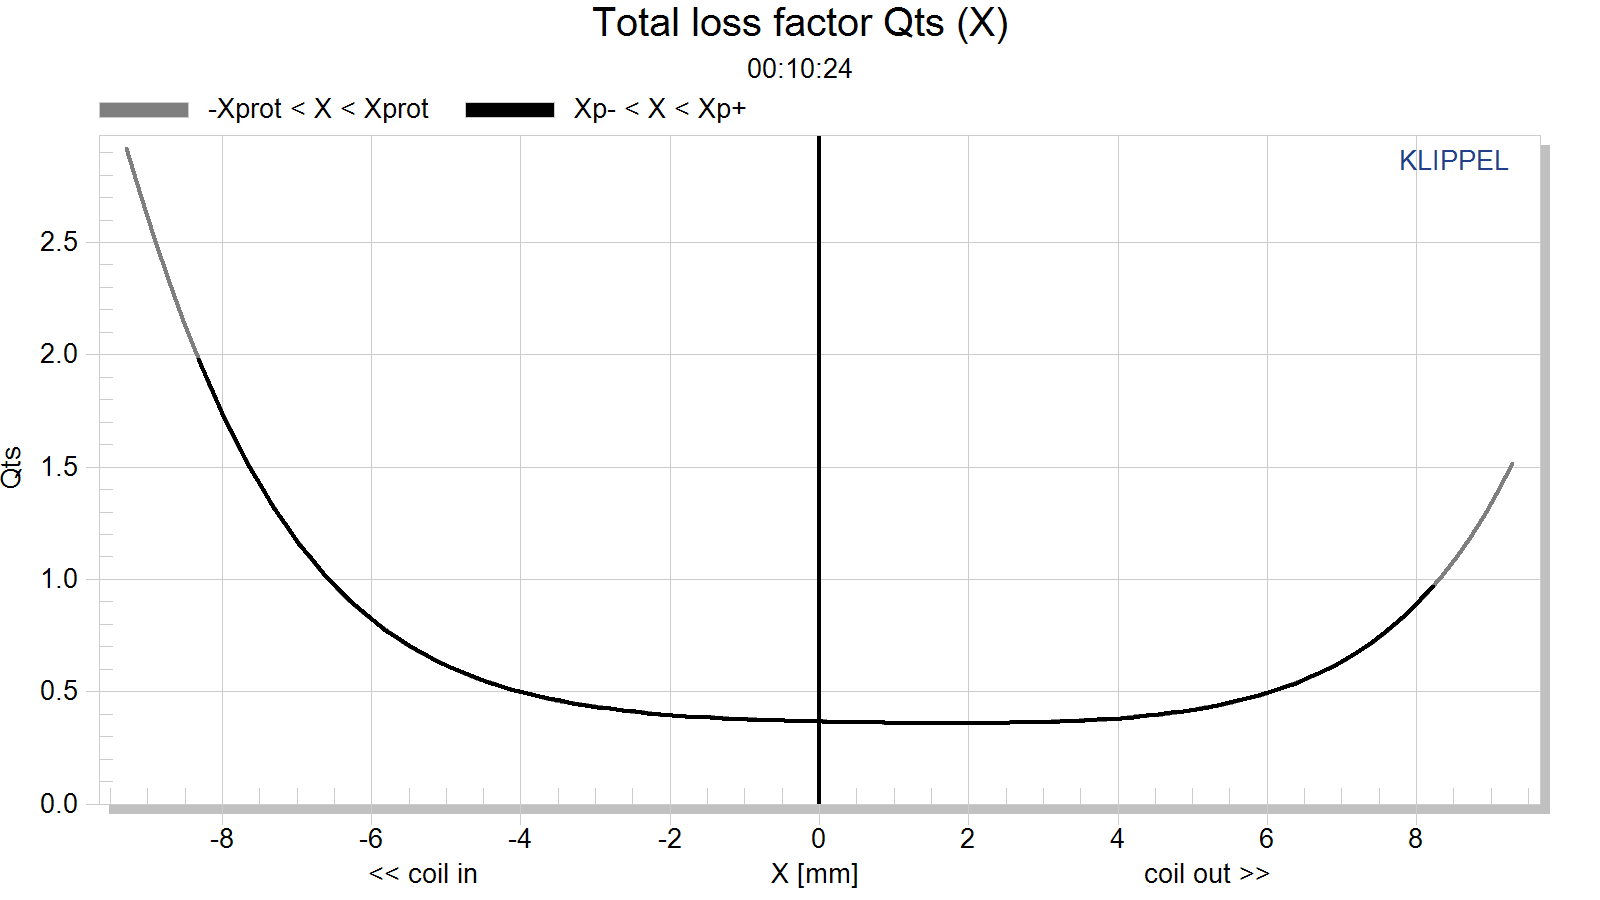 Total loss factor Qts (X)
00:10:24
-Xprot < X < Xprot
Xp- < X < Xp+
KLIPPEL
2.5
2.0
1.5
1.0
0.5
0.0
Qts
-8 -6 -4 -2 0 2 4 6 8
<< coil in X [mm] coil out >>